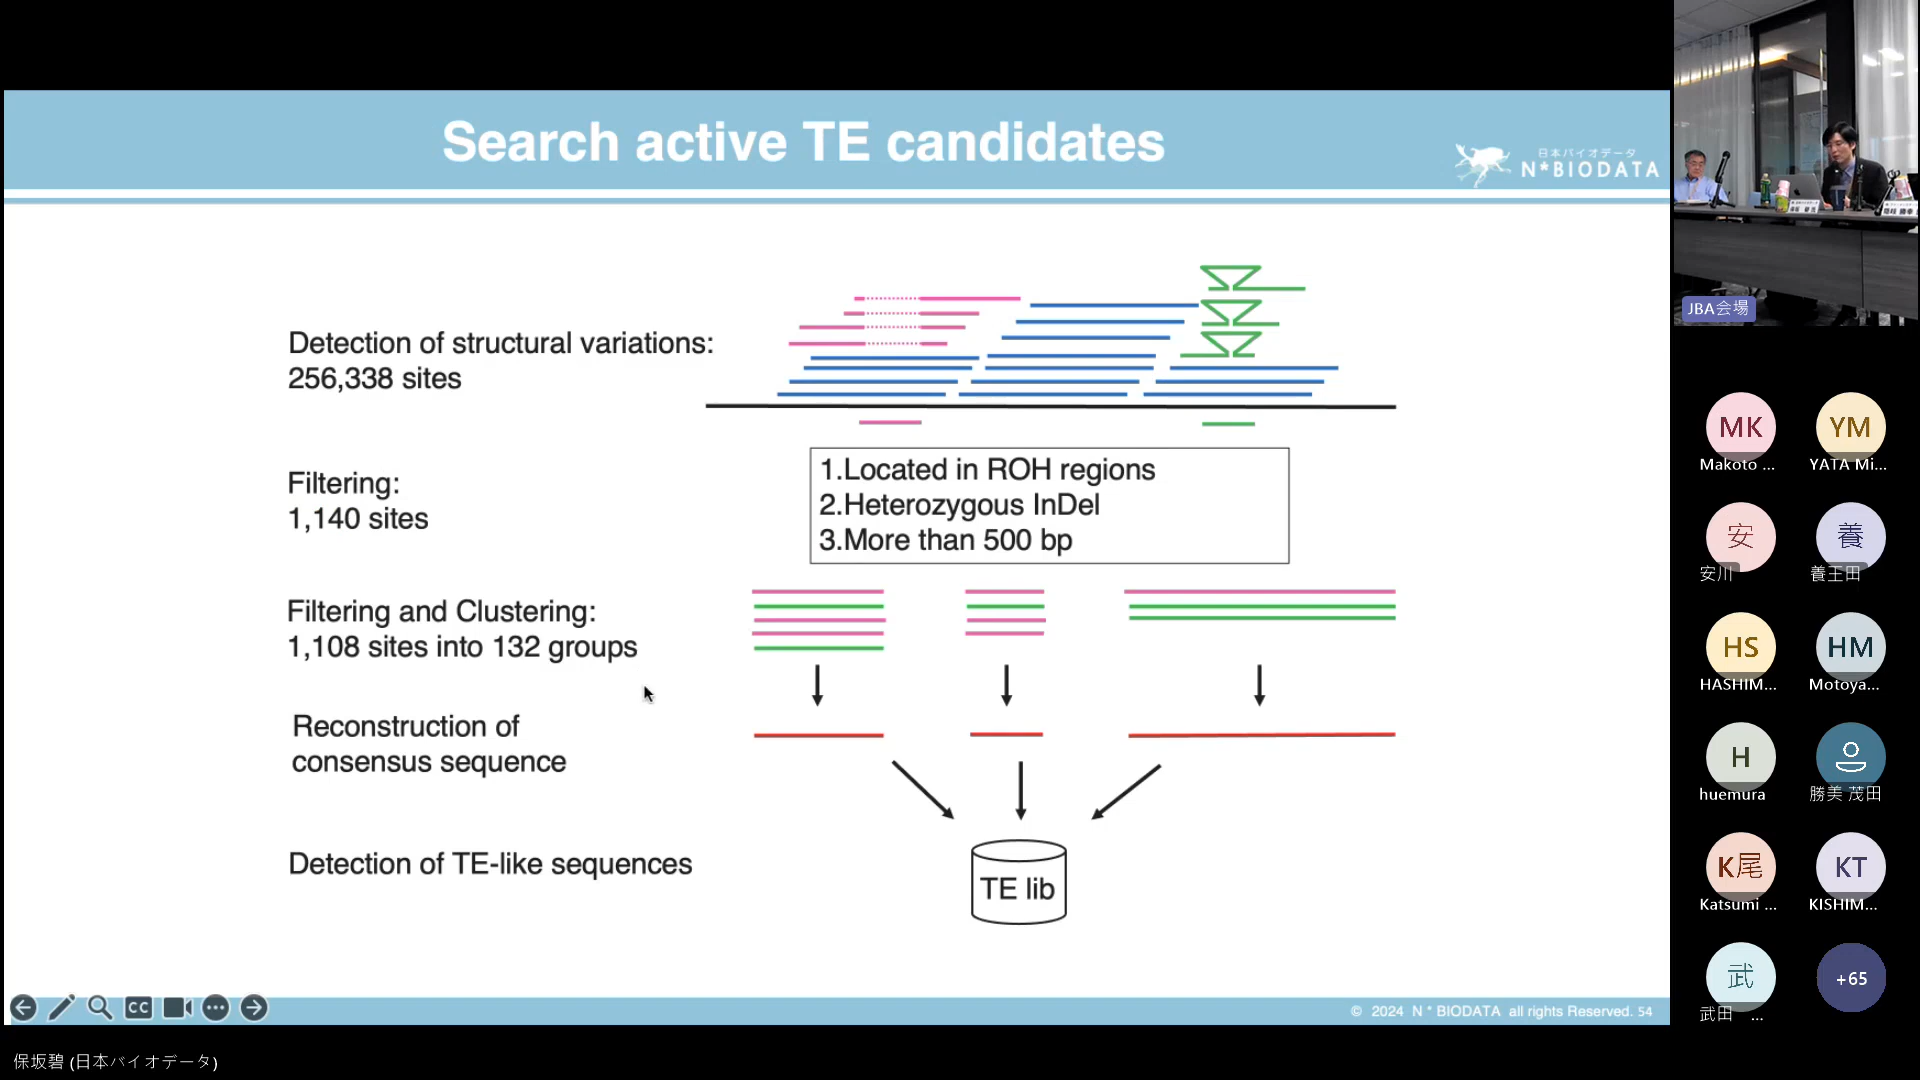 Search active TE candidates
日本バイオデータ
N*BIODATA
Detection of structural variations:
256,338 sites
Filtering:
1,140 sites
1.Located in ROH regions
2.Heterozygous InDel
3.More than 500 bp
Filtering and Clustering:
1,108 sites into 132 groups
Reconstruction of
consensus sequence
Detection of TE-like sequences
TE lib
CC
© 2024 N * BIODATA all rights Reserved. 54
保坂碧 (日本バイオデータ)
JBA会場
MK
Makoto ...
YM
YATA Mi...
安
安川
養
養王田
HS
HASHIM...
HM
Motoya...
H
huemura
勝美 茂田
K尾
Katsumi ...
KT
KISHIM...
武
武田 ...
+65